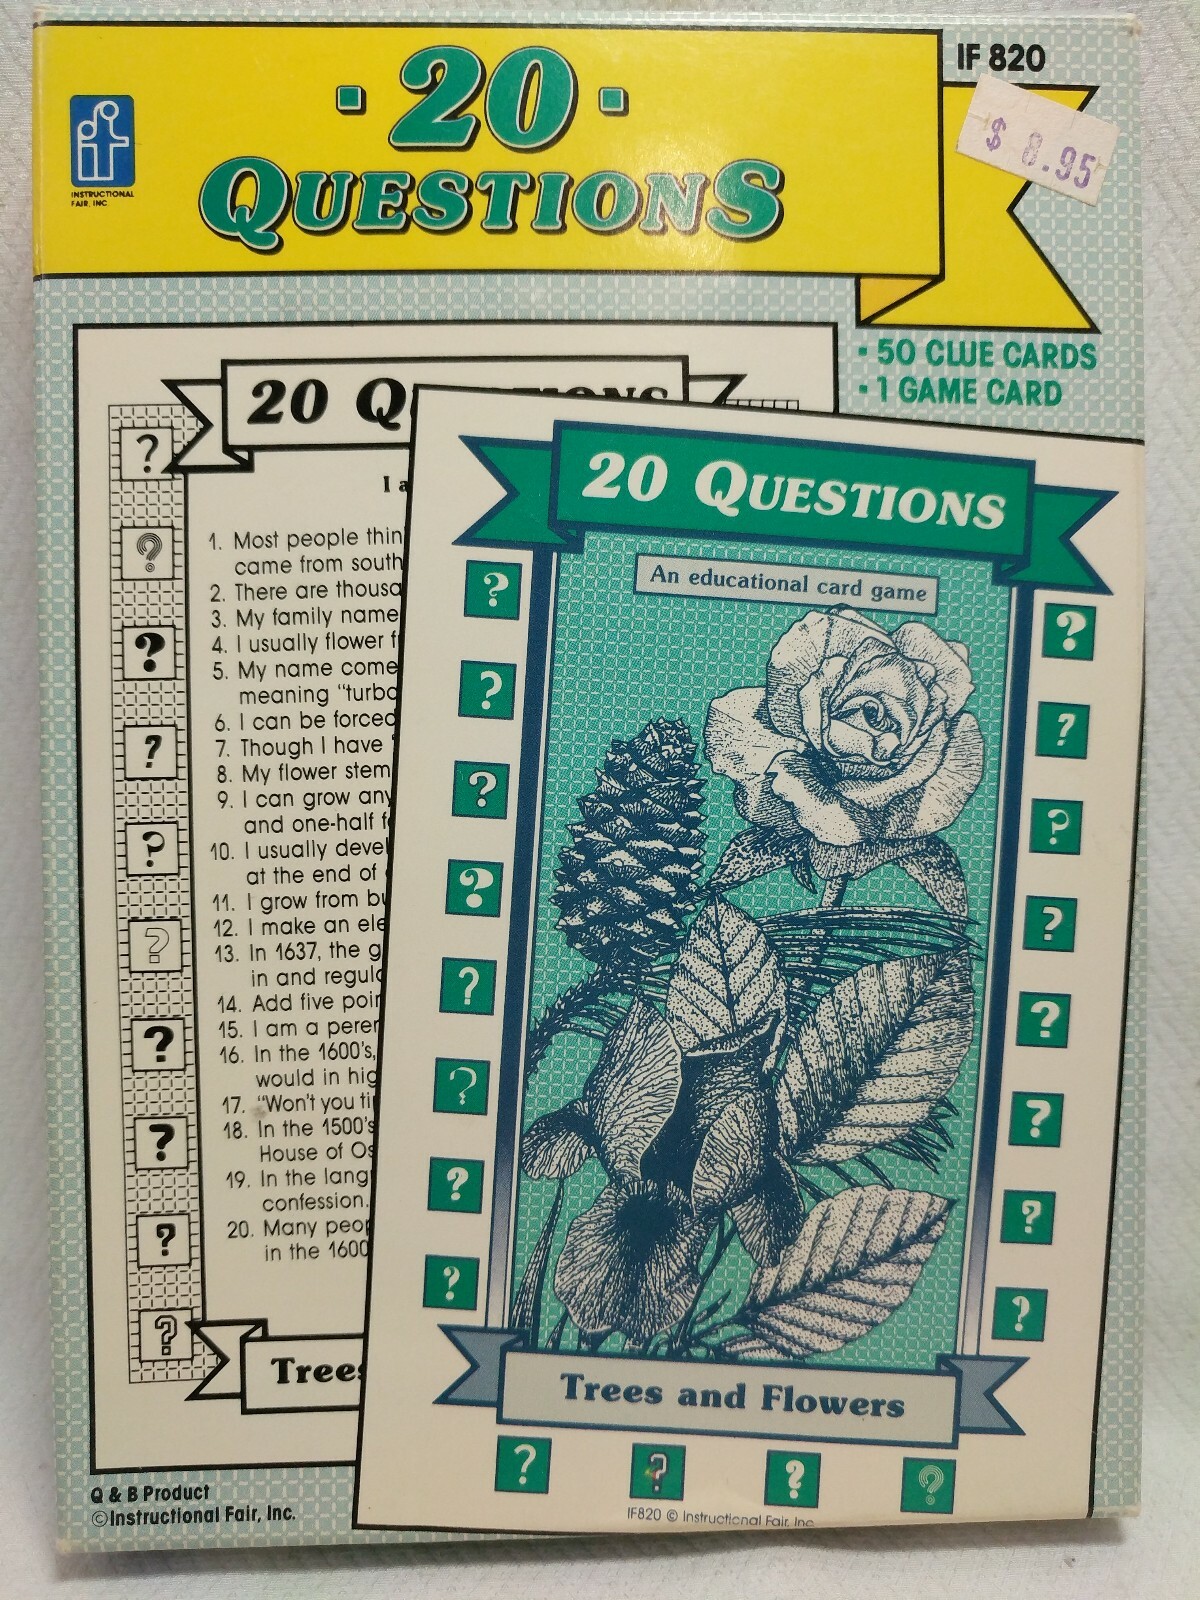 · 20 ·
QUESTIONS
IF 820
$ 8.95
if
INSTRUCTIONAL
FAIR, INC.
· 50 CLUE CARDS
· 1 GAME CARD
20 QUESTIONS
I a
1. Most people thin
came from south
2. There are thousa
3. My family name
4. I usually flower f
5. My name come
meaning "turba
6. I can be forced
7. Though I have
8. My flower stem
9. I can grow any
and one-half f
10. I usually devel
at the end of
11. I grow from bu
12. I make an ele
13. In 1637, the g
in and regula
14. Add five poin
15. I am a peren
16. In the 1600's,
would in hig
17. "Won't you ti
18. In the 1500's
House of Os
19. In the lang
confession.
20. Many peop
in the 1600
Trees
20 QUESTIONS
An educational card game
Trees and Flowers
IF820 © Instructional Fair, Inc.
Q & B Product
©Instructional Fair, Inc.